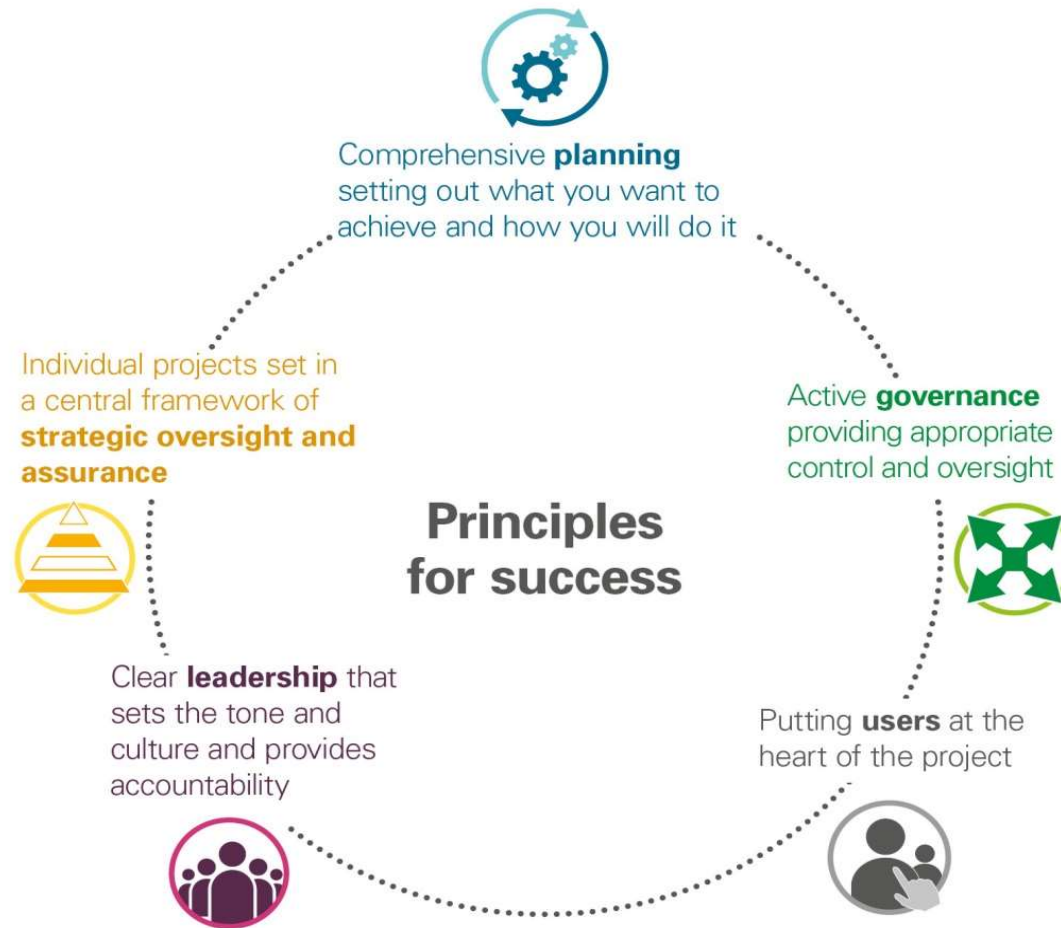 Comprehensive planning
setting out what you want to
achieve and how you will do it
Individual projects set in
a central framework of
strategic oversight and
assurance
Active governance
providing appropriate
control and oversight
Principles
for success
Clear leadership that
sets the tone and
culture and provides
accountability
Putting users at the
heart of the project